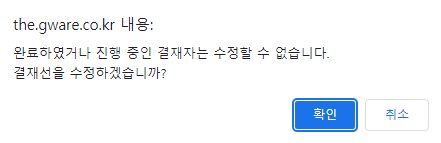 the.gware.co.kr 내용:
완료하였거나 진행 중인 결재자는 수정할 수 없습니다.
결재선을 수정하겠습니까?
확인
취소